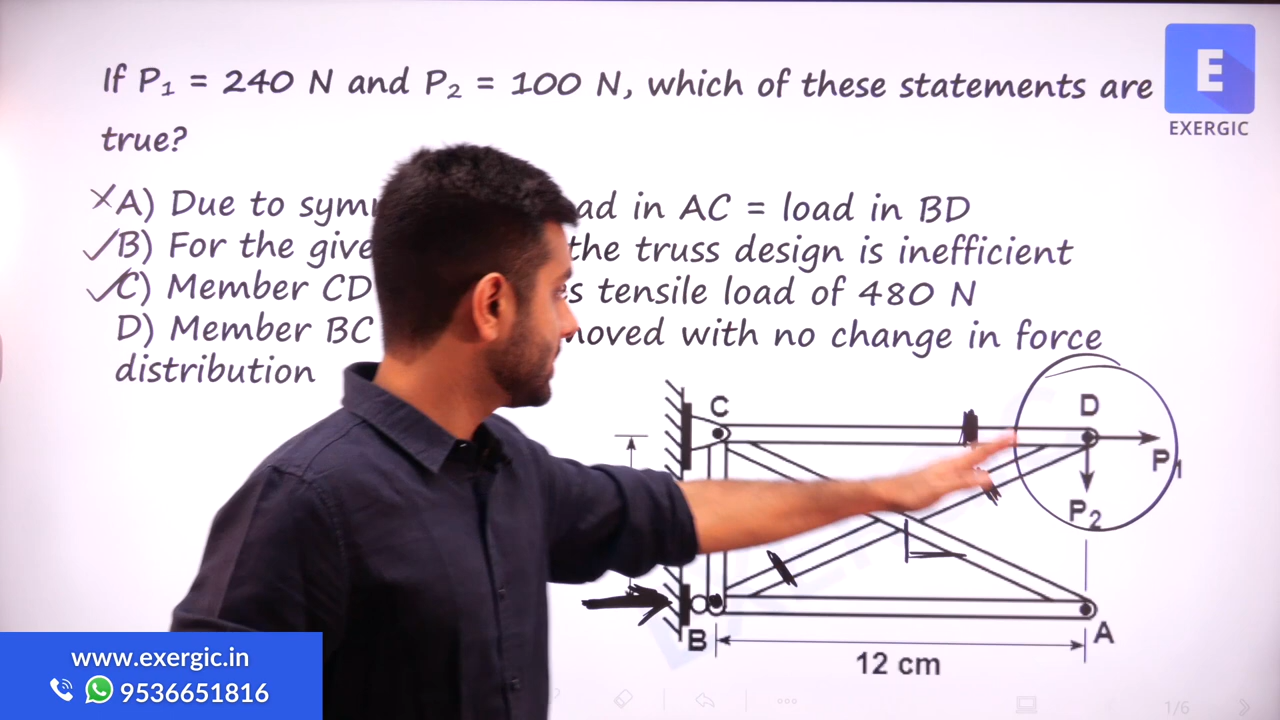 If P₁ = 240 N and P₂ = 100 N, which of these statements are
true?
A) Due to ad in AC = load in BD
B) For the the truss design is inefficient
C) Member CD s tensile load of 480 N
D) Member BC moved with no change in force
distribution
E
EXERGIC
C
D
P₁
P₂
B
A
12 cm
www.exergic.in
9536651816
1/6